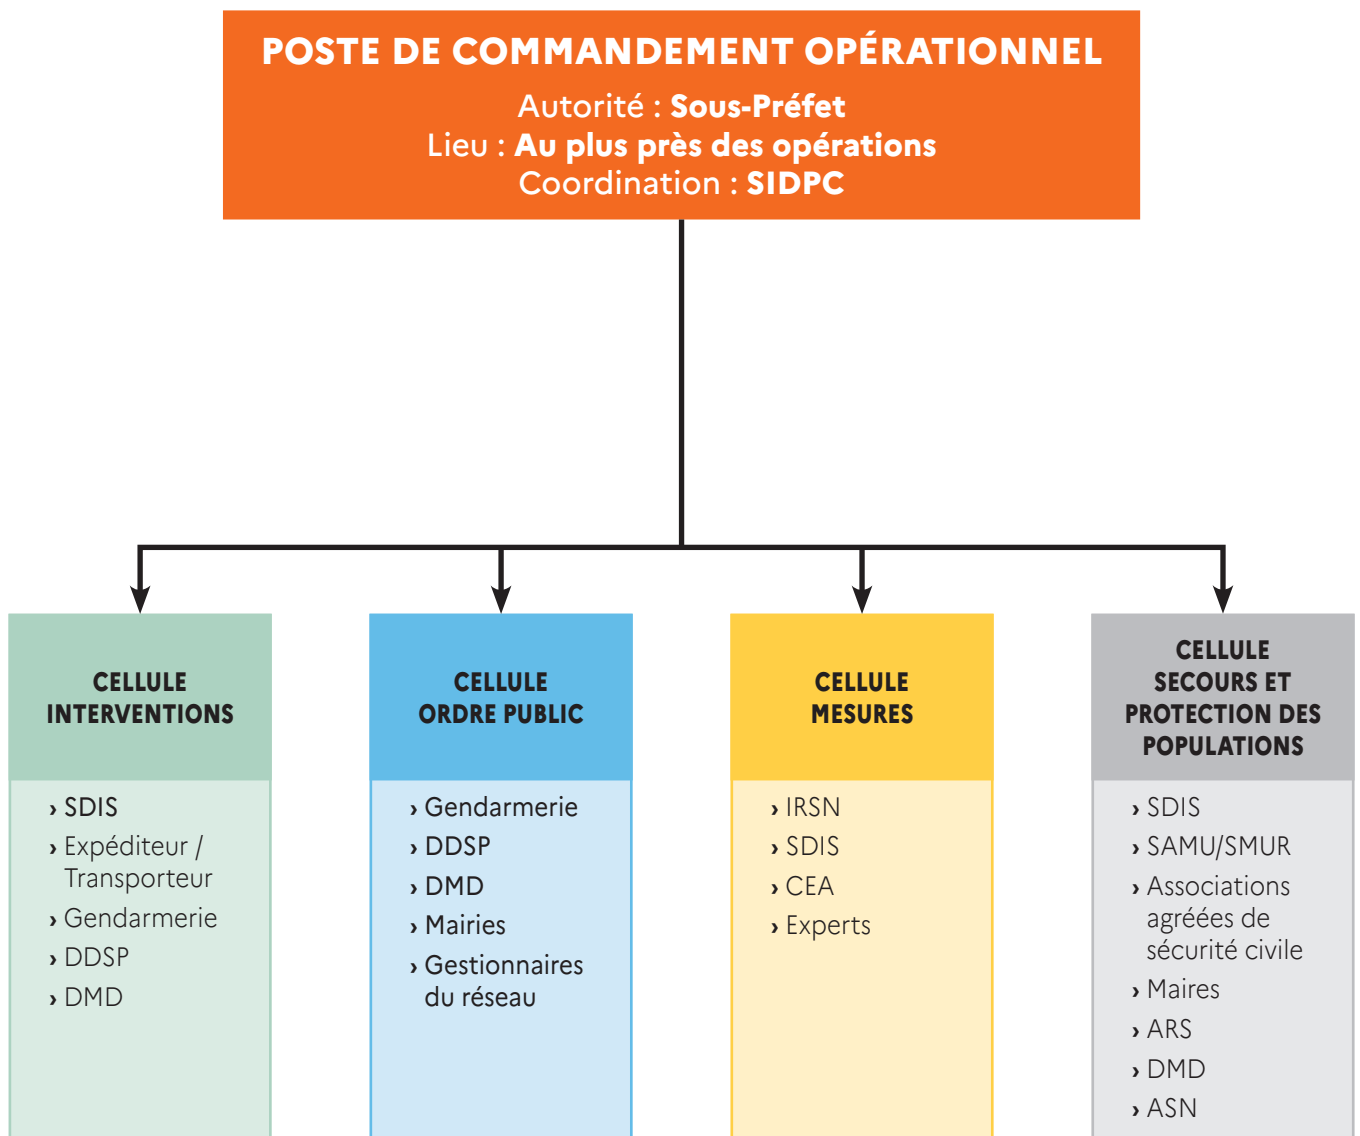 POSTE DE COMMANDEMENT OPÉRATIONNEL
Autorité : Sous-Préfet
Lieu : Au plus près des opérations
Coordination : SIDPC
CELLULE
INTERVENTIONS
› SDIS
› Expéditeur /
Transporteur
› Gendarmerie
› DDSP
› DMD
CELLULE
ORDRE PUBLIC
› Gendarmerie
› DDSP
› DMD
› Mairies
› Gestionnaires
du réseau
CELLULE
MESURES
› IRSN
› SDIS
› CEA
› Experts
CELLULE
SECOURS ET
PROTECTION DES
POPULATIONS
› SDIS
› SAMU/SMUR
› Associations
agréées de
sécurité civile
› Maires
› ARS
› DMD
› ASN